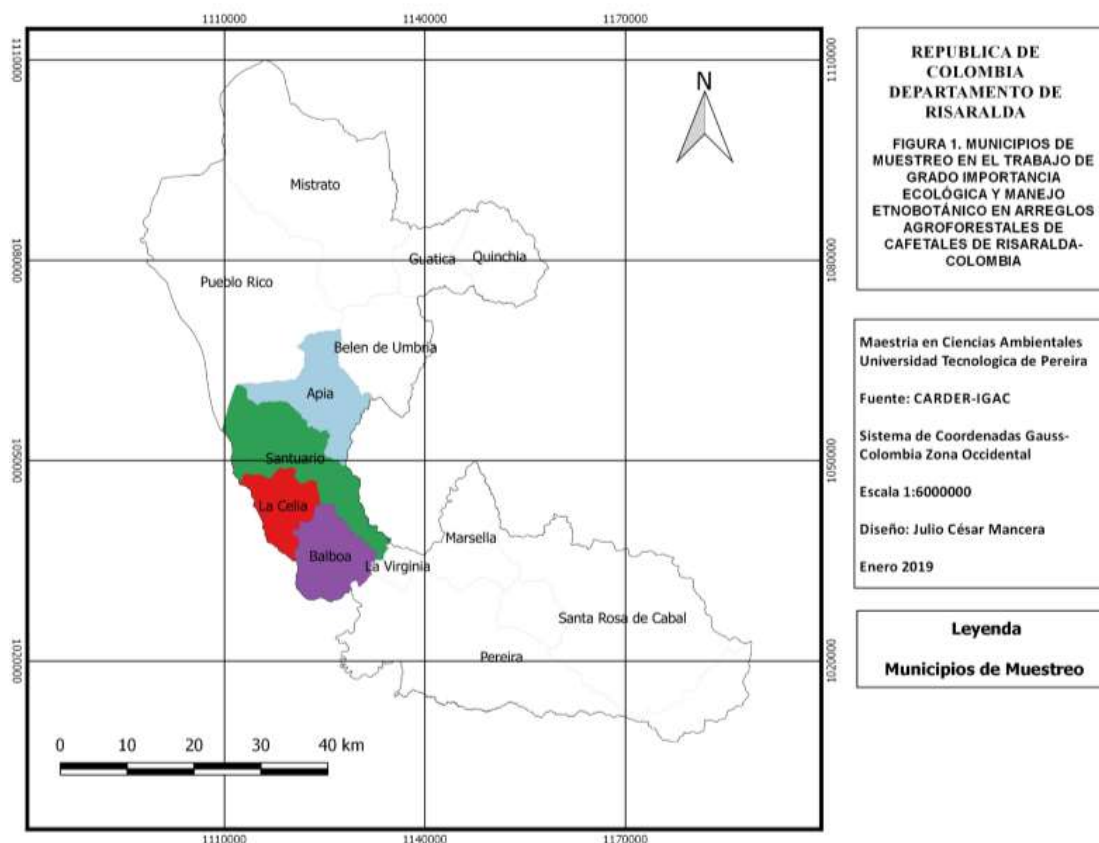 1110000 1140000 1170000
1110000 1110000
N
Mistrato
Guatica Quinchia
1080000 1080000
Pueblo Rico
Belen de Umbria
Apia
Santuario
1050000 1050000
La Celia
Marsella
Balboa
La Virginia
Santa Rosa de Cabal
Pereira
1020000 1020000
0 10 20 30 40 km
1110000 1140000 1170000
REPUBLICA DE
COLOMBIA
DEPARTAMENTO DE
RISARALDA
FIGURA 1. MUNICIPIOS DE
MUESTREO EN EL TRABAJO DE
GRADO IMPORTANCIA
ECOLÓGICA Y MANEJO
ETNOBOTÁNICO EN ARREGLOS
AGROFORESTALES DE
CAFETALES DE RISARALDA-
COLOMBIA
Maestria en Ciencias Ambientales
Universidad Tecnologica de Pereira
Fuente: CARDER-IGAC
Sistema de Coordenadas Gauss-
Colombia Zona Occidental
Escala 1:6000000
Diseño: Julio César Mancera
Enero 2019
Leyenda
Municipios de Muestreo